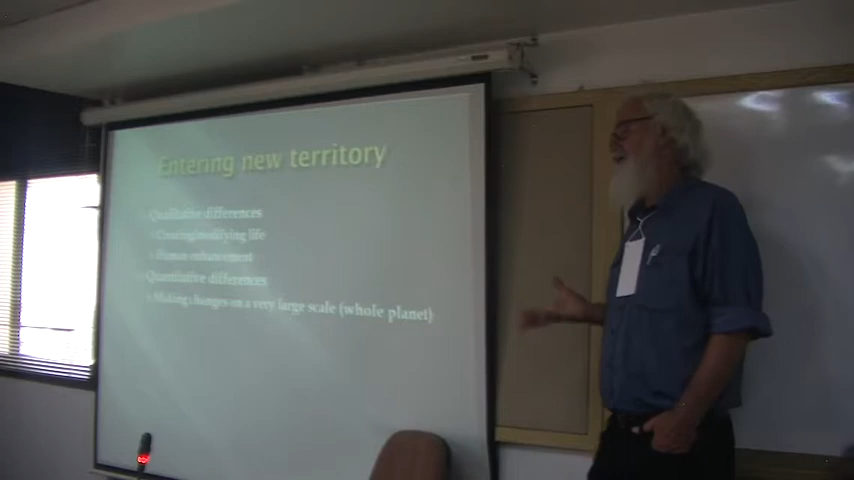 Entering new territory
Qualitative differences
Creating/modifying life
Human enhancement
Quantitative differences
Making changes on a very large scale (whole planet)